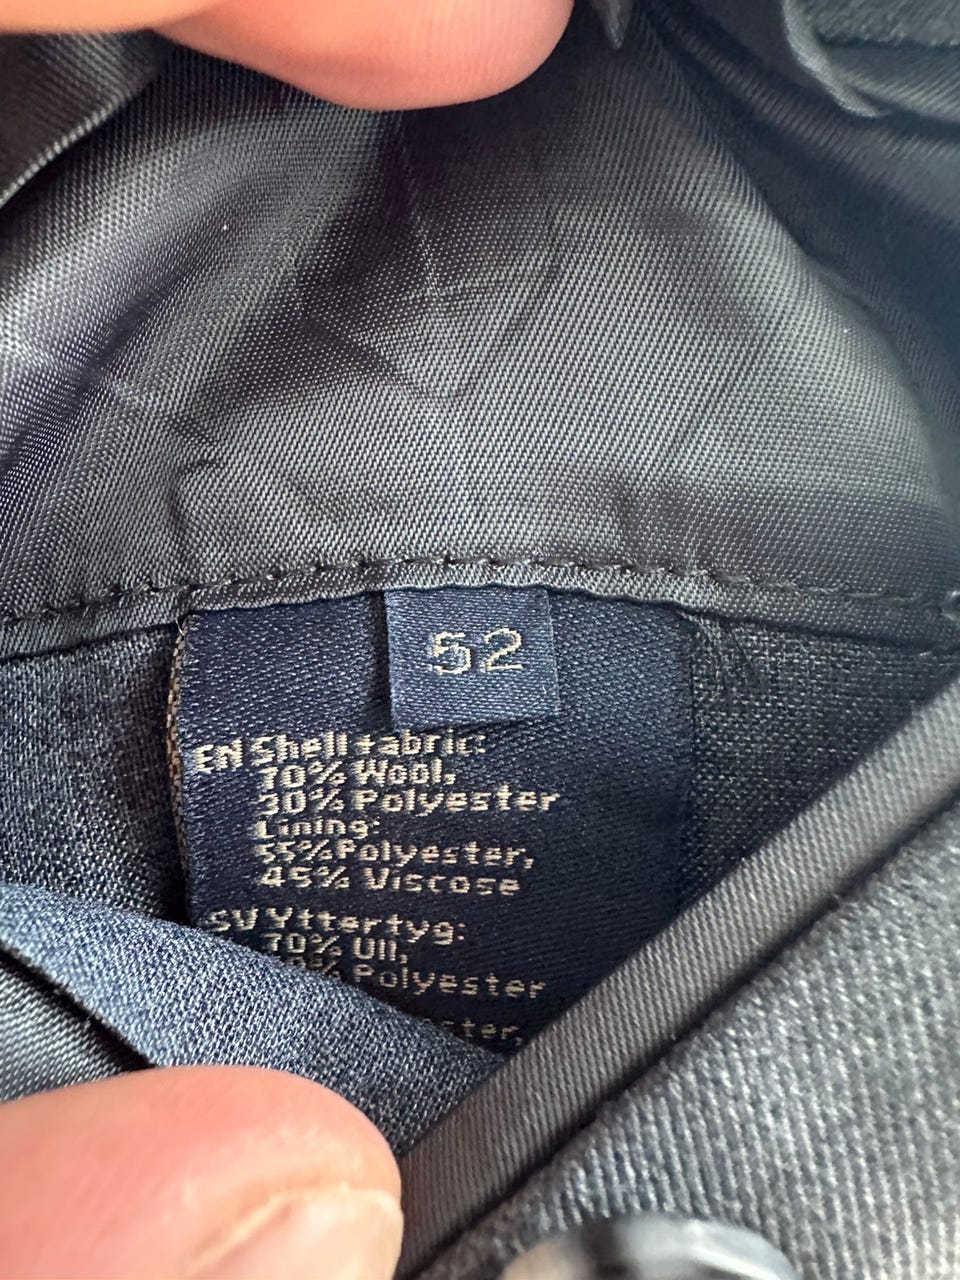 52
EN Shell fabric:
70% Wool,
30% Polyester
Lining:
55% Polyester,
45% Viscose
SV Yttertyg:
70% Ull,
Polyester